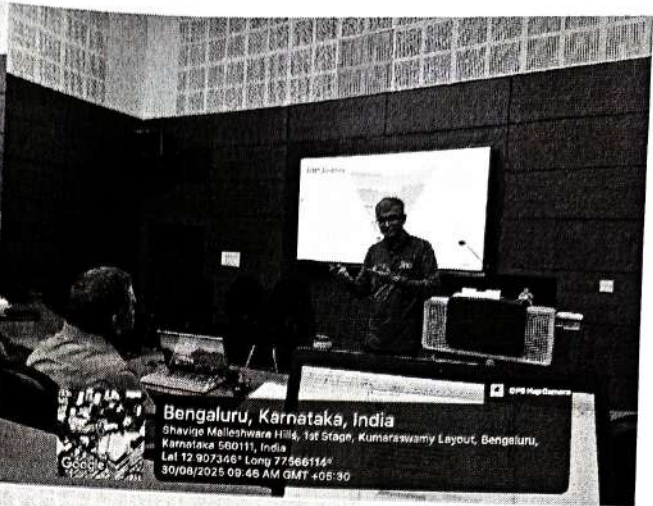 GPS Map Camera
Bengaluru, Karnataka, India
Shavige Malleshwara Hills, 1st Stage, Kumaraswamy Layout, Bengaluru,
Karnataka 560111, India
Lat 12.907346° Long 77.566114°
30/08/2025 09:46 AM GMT +05:30
Google